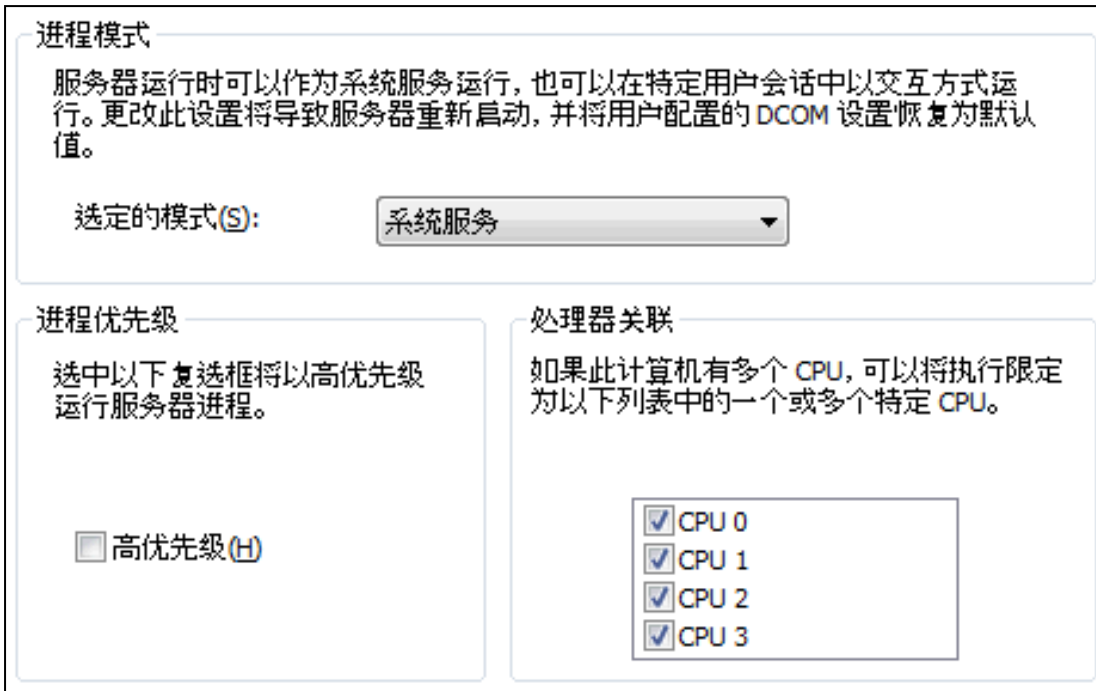 进程模式
服务器运行时可以作为系统服务运行，也可以在特定用户会话中以交互方式运
行。更改此设置将导致服务器重新启动，并将用户配置的 DCOM 设置恢复为默认
值。
选定的模式(S):
系统服务
进程优先级
选中以下复选框将以高优先级
运行服务器进程。
高优先级(H)
处理器关联
如果此计算机有多个 CPU，可以将执行限定
为以下列表中的一个或多个特定 CPU。
CPU 0
CPU 1
CPU 2
CPU 3